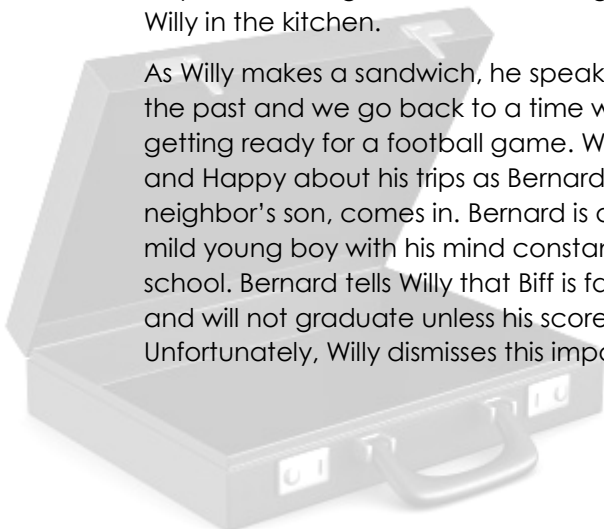 Willy in the kitchen.
As Willy makes a sandwich, he speak
the past and we go back to a time w
getting ready for a football game. W
and Happy about his trips as Bernard
neighbor's son, comes in. Bernard is
mild young boy with his mind constan
school. Bernard tells Willy that Biff is
and will not graduate unless his score
Unfortunately, Willy dismisses this impo